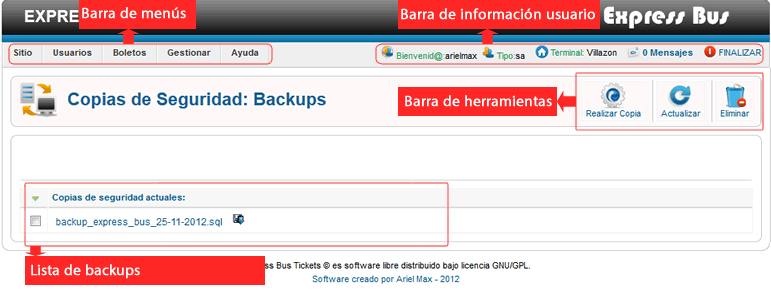 EXPRE
Barra de menús
Barra de información usuario
Express Bus
Sitio Usuarios Boletos Gestionar Ayuda
Bienvenid@:arielmax Tipo:sa Terminal: Villazon 0 Mensajes FINALIZAR
Copias de Seguridad: Backups
Barra de herramientas
Realizar Copia Actualizar Eliminar
Copias de seguridad actuales:
backup_express_bus_25-11-2012.sql
Lista de backups
ss Bus Tickets © es software libre distribuido bajo licencia GNU/GPL.
Software creado por Ariel Max - 2012